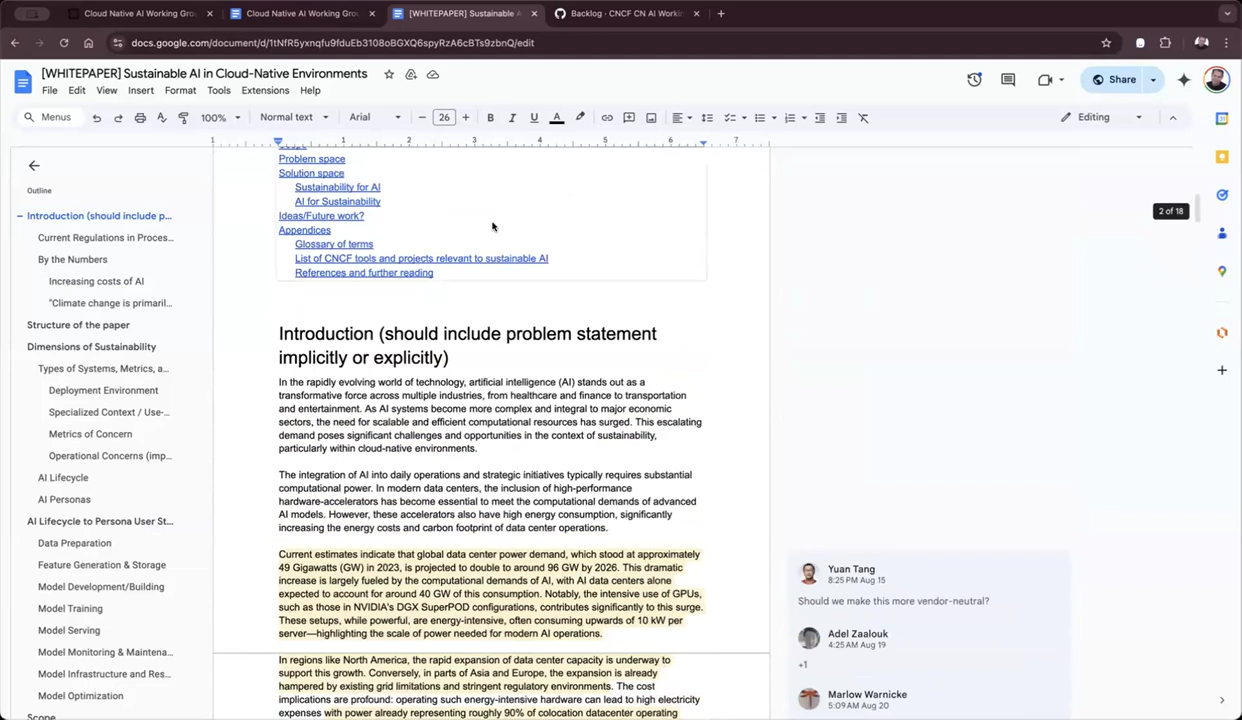 Cloud Native AI Working Gro
Cloud Native AI Working Grou
[WHITEPAPER] Sustainable A
Backlog · CNCF CN AI Workin
docs.google.com/document/d/1tNfR5yxnqfu9fduEb3108oBGXQ6spyRzA6cBTs9zbnQ/edit
[WHITEPAPER] Sustainable AI in Cloud-Native Environments
File Edit View Insert Format Tools Extensions Help
Share
Menus
100%
Normal text
Arial
26
Editing
1 1 2 3 4 5 6 7
Outline
Introduction (should include p...
Current Regulations in Proces...
By the Numbers
Increasing costs of AI
"Climate change is primaril...
Structure of the paper
Dimensions of Sustainability
Types of Systems, Metrics, a...
Deployment Environment
Specialized Context / Use-...
Metrics of Concern
Operational Concerns (imp...
AI Lifecycle
AI Personas
AI Lifecycle to Persona User St...
Data Preparation
Feature Generation & Storage
Model Development/Building
Model Training
Model Serving
Model Monitoring & Maintena...
Model Infrastructure and Res...
Model Optimization
Scope
Problem space
Solution space
Sustainability for AI
AI for Sustainability
Ideas/Future work?
Appendices
Glossary of terms
List of CNCF tools and projects relevant to sustainable AI
References and further reading
Introduction (should include problem statement
implicitly or explicitly)
In the rapidly evolving world of technology, artificial intelligence (AI) stands out as a
transformative force across multiple industries, from healthcare and finance to transportation
and entertainment. As AI systems become more complex and integral to major economic
sectors, the need for scalable and efficient computational resources has surged. This escalating
demand poses significant challenges and opportunities in the context of sustainability,
particularly within cloud-native environments.
The integration of AI into daily operations and strategic initiatives typically requires substantial
computational power. In modern data centers, the inclusion of high-performance
hardware-accelerators has become essential to meet the computational demands of advanced
AI models. However, these accelerators also have high energy consumption, significantly
increasing the energy costs and carbon footprint of data center operations.
Current estimates indicate that global data center power demand, which stood at approximately
49 Gigawatts (GW) in 2023, is projected to double to around 96 GW by 2026. This dramatic
increase is largely fueled by the computational demands of AI, with AI data centers alone
expected to account for around 40 GW of this consumption. Notably, the intensive use of GPUs,
such as those in NVIDIA's DGX SuperPOD configurations, contributes significantly to this surge.
These setups, while powerful, are energy-intensive, often consuming upwards of 10 kW per
server—highlighting the scale of power needed for modern AI operations.
In regions like North America, the rapid expansion of data center capacity is underway to
support this growth. Conversely, in parts of Asia and Europe, the expansion is already
hampered by existing grid limitations and stringent regulatory environments. The cost
implications are profound: operating such energy-intensive hardware can lead to high electricity
expenses with power already representing roughly 90% of colocation datacenter operating
2 of 18
Yuan Tang
8:25 PM Aug 15
Should we make this more vendor-neutral?
Adel Zaalouk
4:25 AM Aug 19
+1
Marlow Warnicke
5:09 AM Aug 20